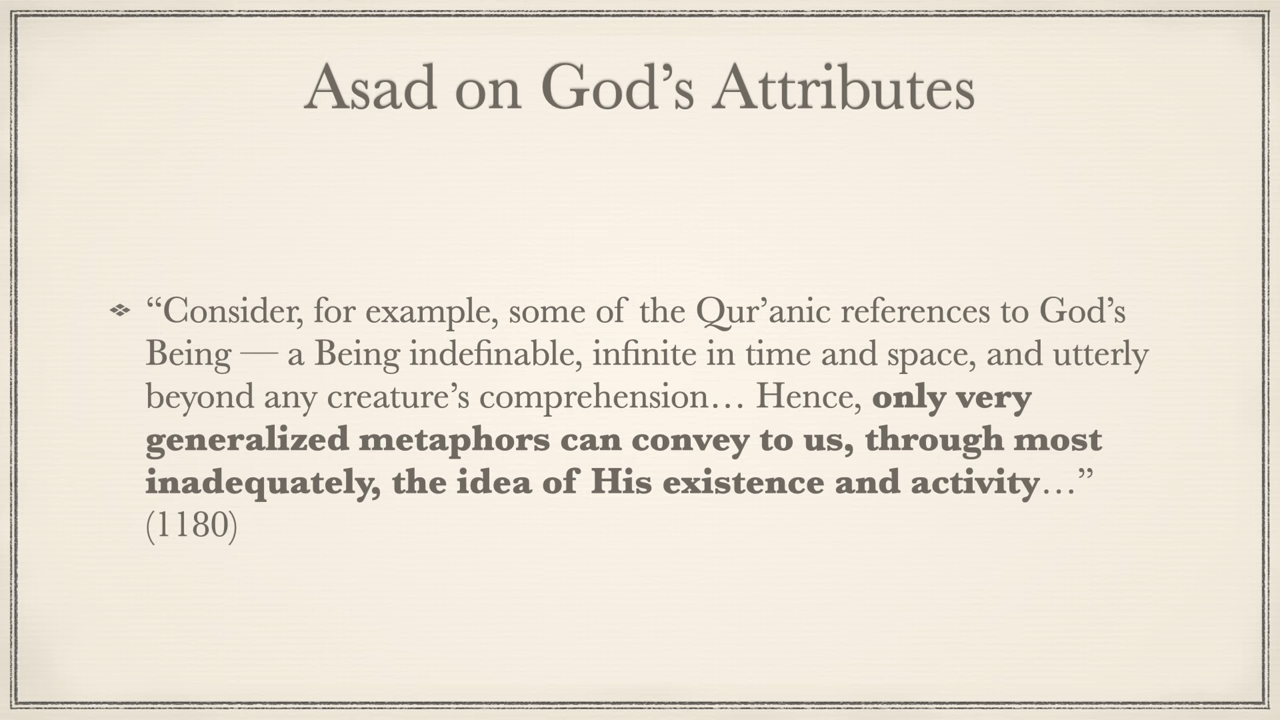 Asad on God’s Attributes
“Consider, for example, some of the Qur’anic references to God’s
Being — a Being indefinable, infinite in time and space, and utterly
beyond any creature’s comprehension… Hence, only very
generalized metaphors can convey to us, through most
inadequately, the idea of His existence and activity…”
(1180)